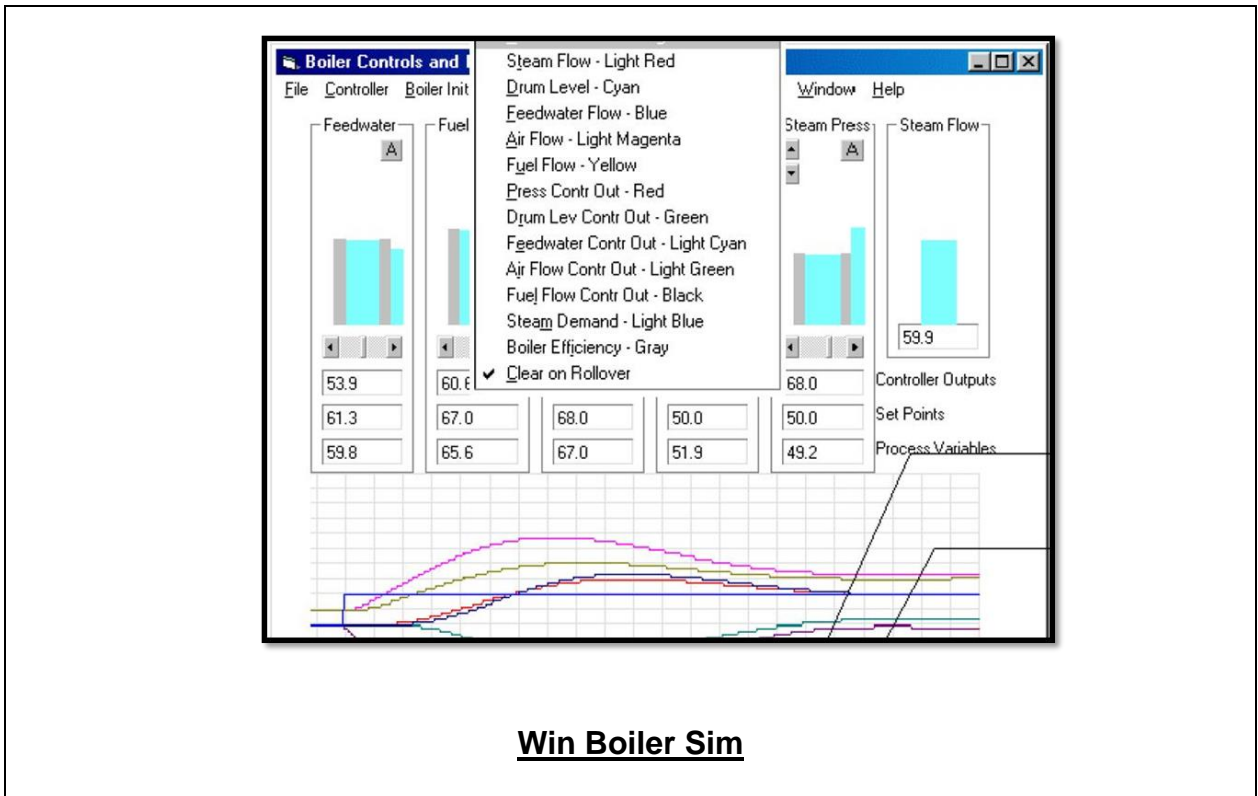 Boiler Controls and
File Controller Boiler Init Window Help
Steam Flow - Light Red
Drum Level - Cyan
Feedwater Flow - Blue
Air Flow - Light Magenta
Fuel Flow - Yellow
Press Contr Out - Red
Drum Lev Contr Out - Green
Feedwater Contr Out - Light Cyan
Air Flow Contr Out - Light Green
Fuel Flow Contr Out - Black
Steam Demand - Light Blue
Boiler Efficiency - Gray
Clear on Rollover
Feedwater Fuel Steam Press Steam Flow
A A
59.9
53.9 60.6 68.0 Controller Outputs
61.3 67.0 68.0 50.0 50.0 Set Points
59.8 65.6 67.0 51.9 49.2 Process Variables
Win Boiler Sim